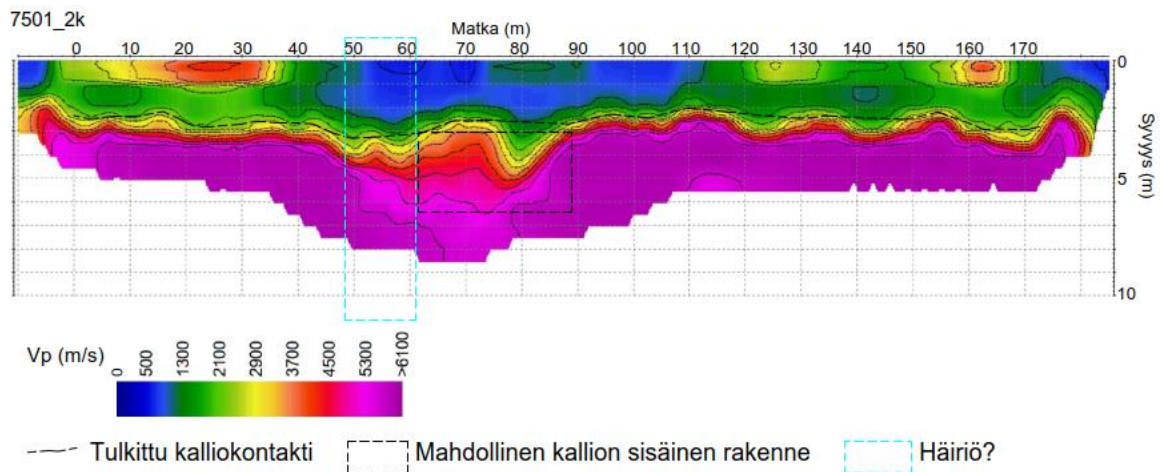 7501_2k
Matka (m)
0 10 20 30 40 50 60 70 80 90 100 110 120 130 140 150 160 170
0
5
10
Syvyys (m)
Vp (m/s)
0 500 1300 2100 2900 3700 4500 5300 >6100
Tulkittu kalliokontakti Mahdollinen kallion sisäinen rakenne Häiriö?